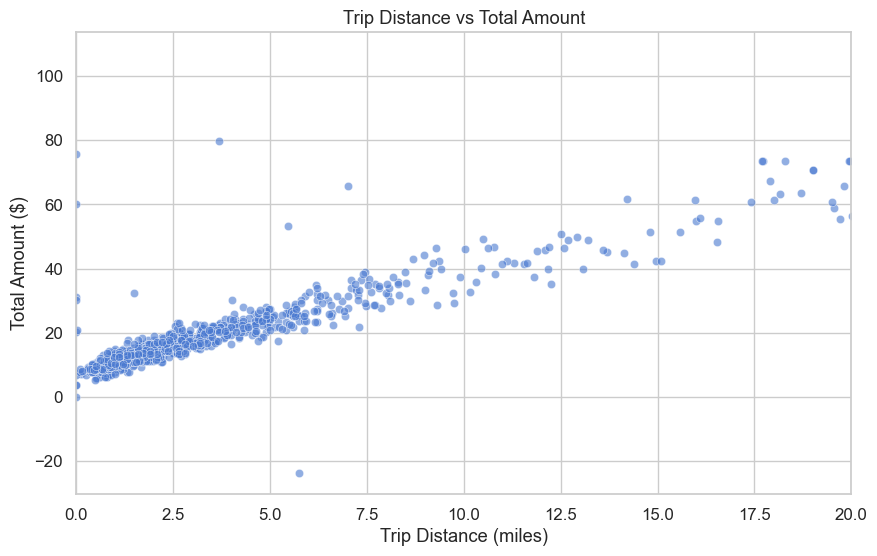 Trip Distance vs Total Amount
100
80
60
40
20
0
−20
Total Amount ($)
0.0 2.5 5.0 7.5 10.0 12.5 15.0 17.5 20.0
Trip Distance (miles)